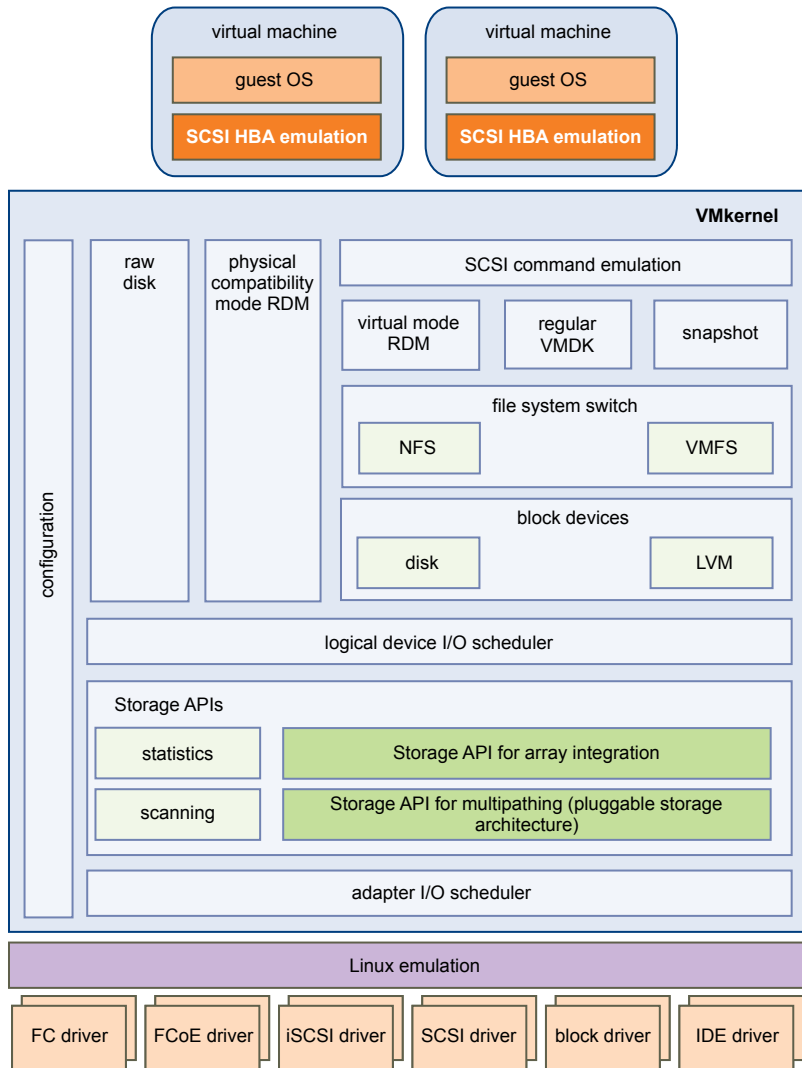 virtual machine
guest OS
SCSI HBA emulation
virtual machine
guest OS
SCSI HBA emulation
VMkernel
configuration
raw
disk
physical
compatibility
mode RDM
SCSI command emulation
virtual mode
RDM
regular
VMDK
snapshot
file system switch
NFS
VMFS
block devices
disk
LVM
logical device I/O scheduler
Storage APIs
statistics
Storage API for array integration
scanning
Storage API for multipathing (pluggable storage
architecture)
adapter I/O scheduler
Linux emulation
FC driver
FCoE driver
iSCSI driver
SCSI driver
block driver
IDE driver